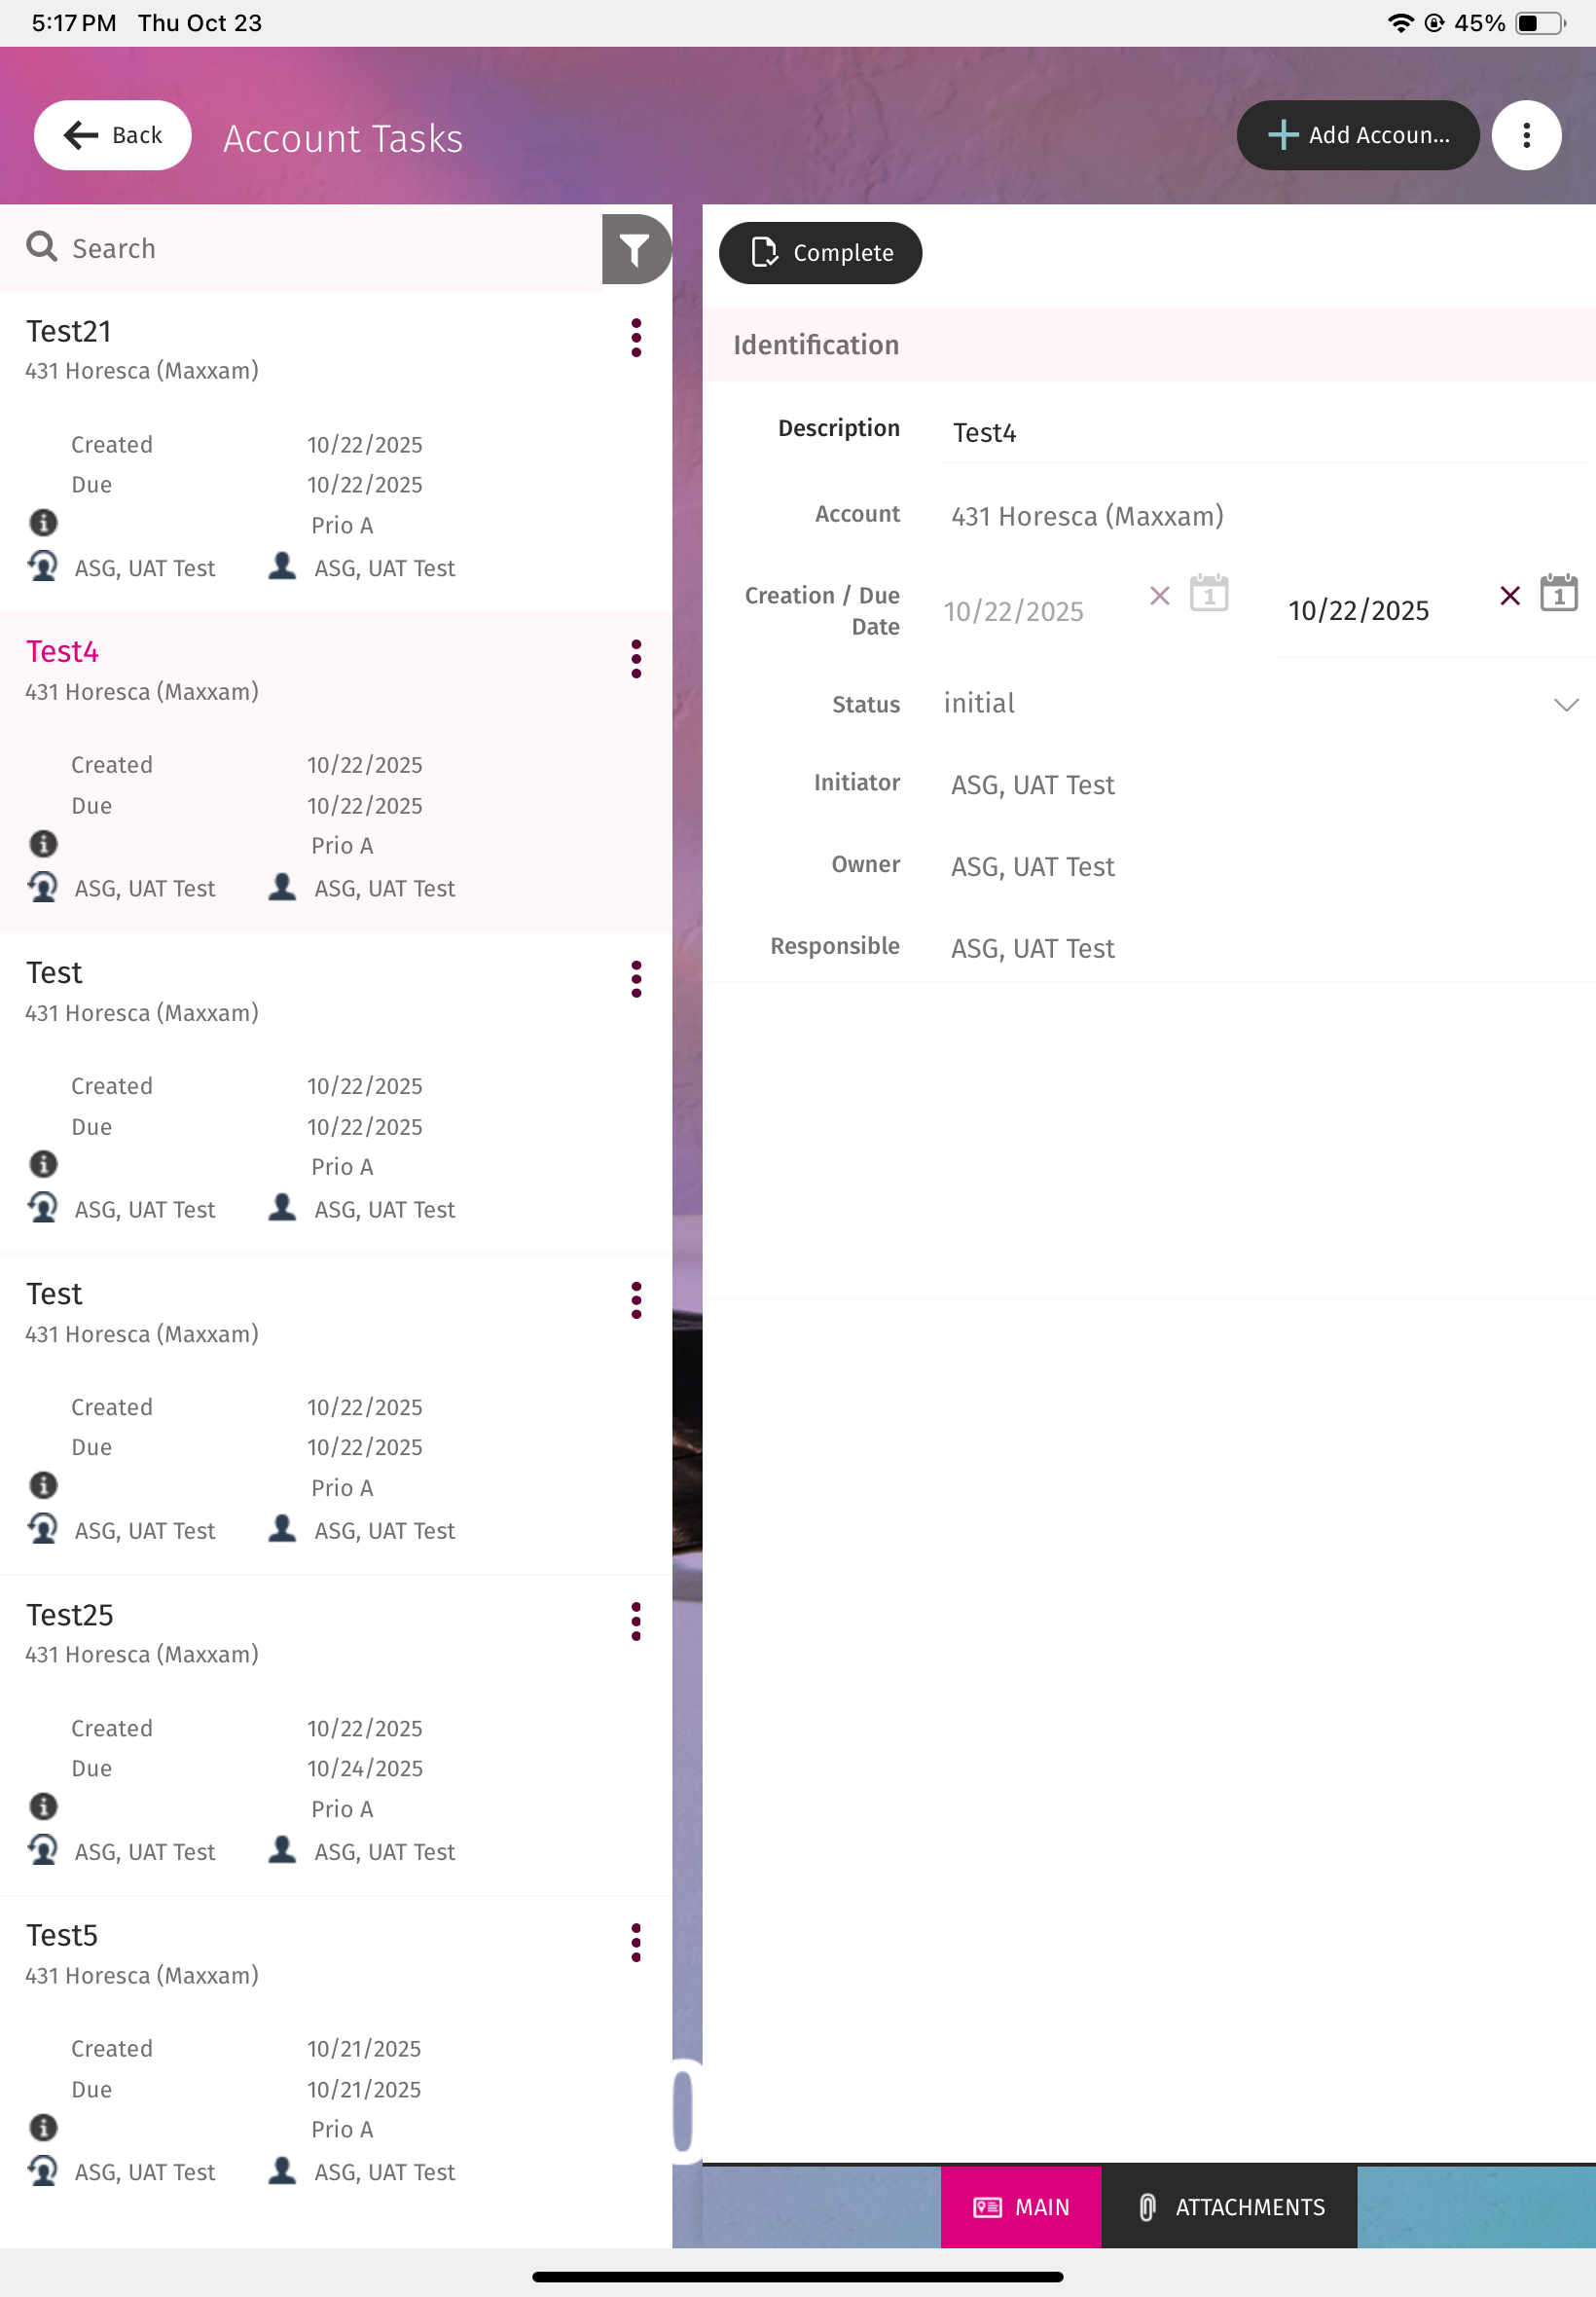 5:17 PM Thu Oct 23
45%
Back
Account Tasks
Add Accoun...
Search
Test21
431 Horesca (Maxxam)
Created 10/22/2025
Due 10/22/2025
Prio A
ASG, UAT Test ASG, UAT Test
Test4
431 Horesca (Maxxam)
Created 10/22/2025
Due 10/22/2025
Prio A
ASG, UAT Test ASG, UAT Test
Test
431 Horesca (Maxxam)
Created 10/22/2025
Due 10/22/2025
Prio A
ASG, UAT Test ASG, UAT Test
Test
431 Horesca (Maxxam)
Created 10/22/2025
Due 10/22/2025
Prio A
ASG, UAT Test ASG, UAT Test
Test25
431 Horesca (Maxxam)
Created 10/22/2025
Due 10/24/2025
Prio A
ASG, UAT Test ASG, UAT Test
Test5
431 Horesca (Maxxam)
Created 10/21/2025
Due 10/21/2025
Prio A
ASG, UAT Test ASG, UAT Test
Complete
Identification
Description Test4
Account 431 Horesca (Maxxam)
Creation / Due
Date 10/22/2025 1 10/22/2025 1
Status initial
Initiator ASG, UAT Test
Owner ASG, UAT Test
Responsible ASG, UAT Test
MAIN ATTACHMENTS